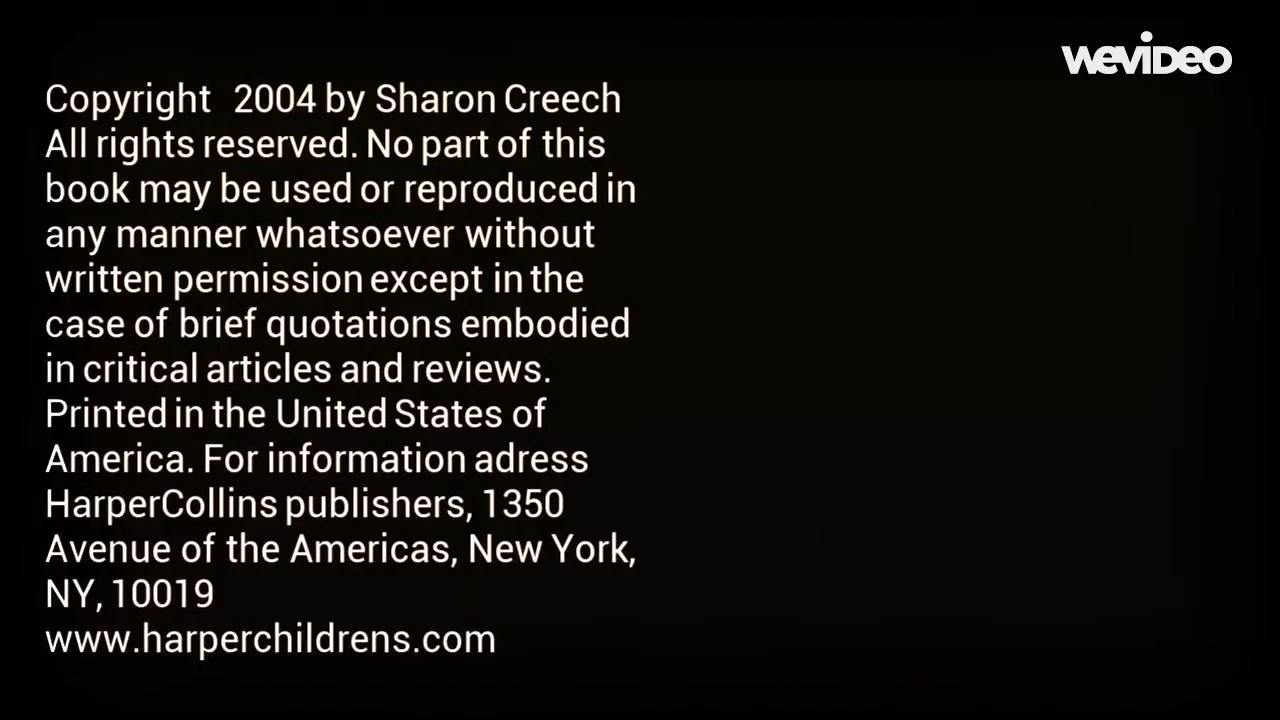 wevideo
Copyright 2004 by Sharon Creech
All rights reserved. No part of this
book may be used or reproduced in
any manner whatsoever without
written permission except in the
case of brief quotations embodied
in critical articles and reviews.
Printed in the United States of
America. For information adress
HarperCollins publishers, 1350
Avenue of the Americas, New York,
NY, 10019
www.harperchildrens.com